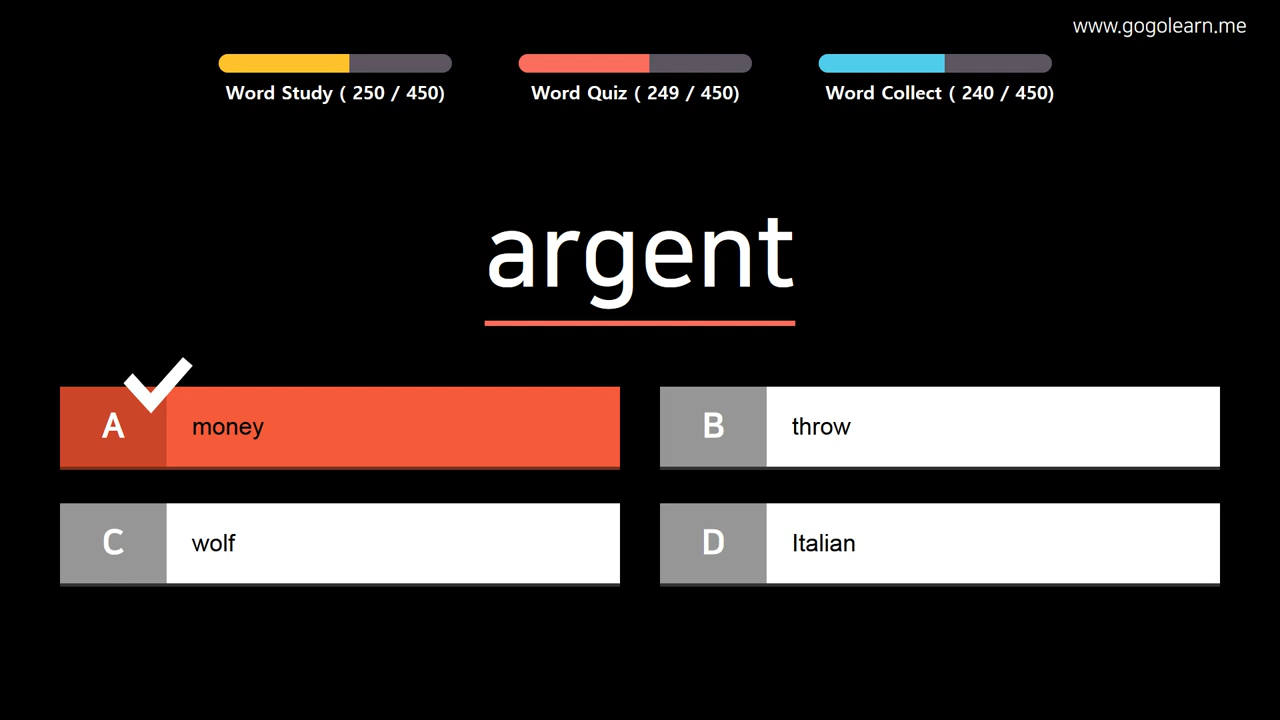 www.gogolearn.me
Word Study ( 250 / 450)
Word Quiz ( 249 / 450)
Word Collect ( 240 / 450)
argent
A money
B throw
C wolf
D Italian